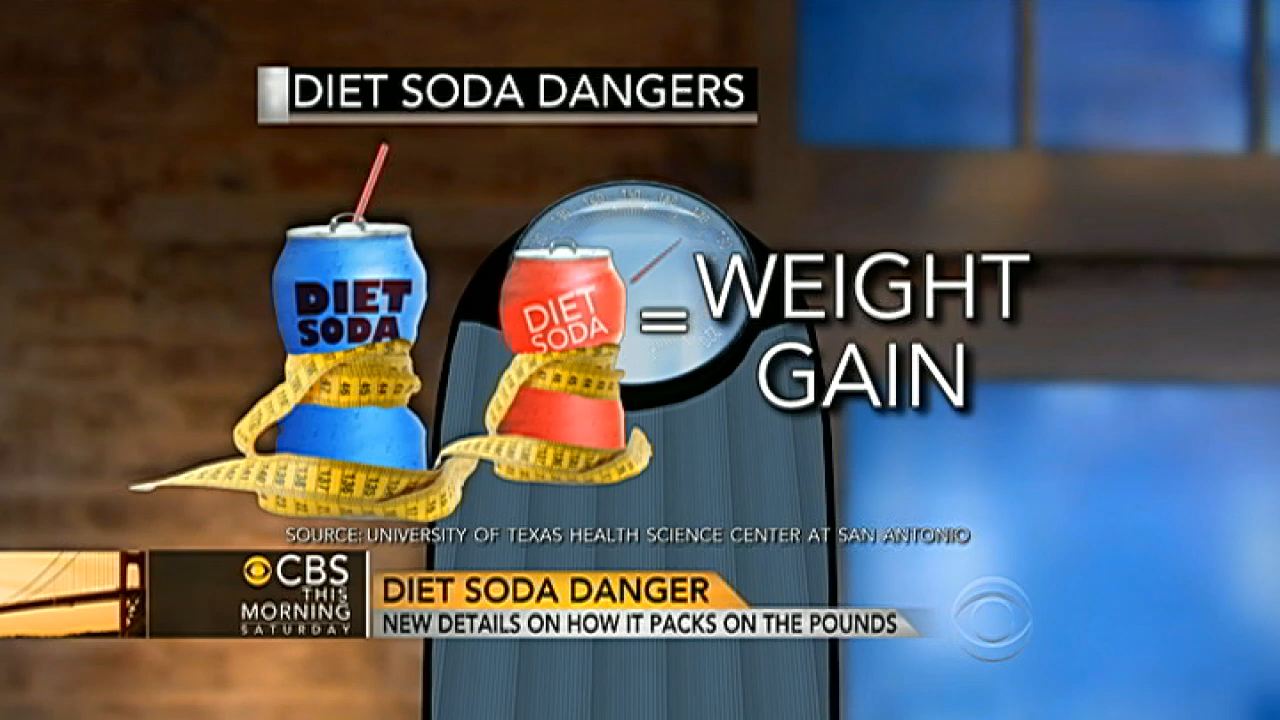 DIET SODA DANGERS
DIET
SODA
DIET
SODA
= WEIGHT
GAIN
SOURCE: UNIVERSITY OF TEXAS HEALTH SCIENCE CENTER AT SAN ANTONIO
CBS
THIS
MORNING
SATURDAY
DIET SODA DANGER
NEW DETAILS ON HOW IT PACKS ON THE POUNDS